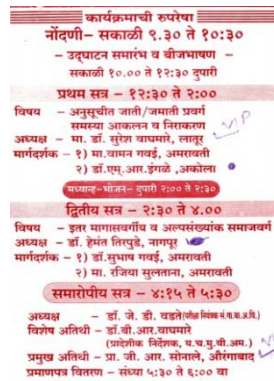 कार्यक्रमाची रुपरेषा
नोंदणी– सकाळी ९.३० ते १०:३०
– उद्घाटन समारंभ व बीजभाषण –
सकाळी १०.०० ते १२:३० दुपारी
प्रथम सत्र – १२:३० ते २:००
विषय – अनुसूचीत जाती/जमाती प्रवर्ग
समस्या आकलन व निराकरण
VIP
अध्यक्ष – मा. डॉ. सुरेश वाघमारे, लातूर
मार्गदर्शक – १) मा.वामन गवई, अमरावती
२) डॉ.एम्.आर.इंगळे ,अकोला
मध्यान्ह–भोजन– दुपारी २:०० ते २:३०
द्वितीय सत्र – २:३० ते ४.००
विषय – इतर मागासवर्गीय व अल्पसंख्यांक समाजवर्ग
अध्यक्ष – डॉ. हेमंत तिरपुडे, नागपूर
मार्गदर्शक – १) डॉ.सुभाष गवई, अमरावती
२) मा. रजिया सुलताना, अमरावती
समारोपीय सत्र – ४:१५ ते ५:३०
अध्यक्ष – डॉ. जे. डी. वडते
विशेष अतिथी – डॉ.बी.आर.वाघमारे
(प्रादेशीक निर्देशक, य.च.मु.वी.अम.)
प्रमुख अतिथी – प्रा. जी. आर. सोनाले, औरंगाबाद
प्रमाणपत्र वितरण – संध्या ५:३० ते ६:०० वा